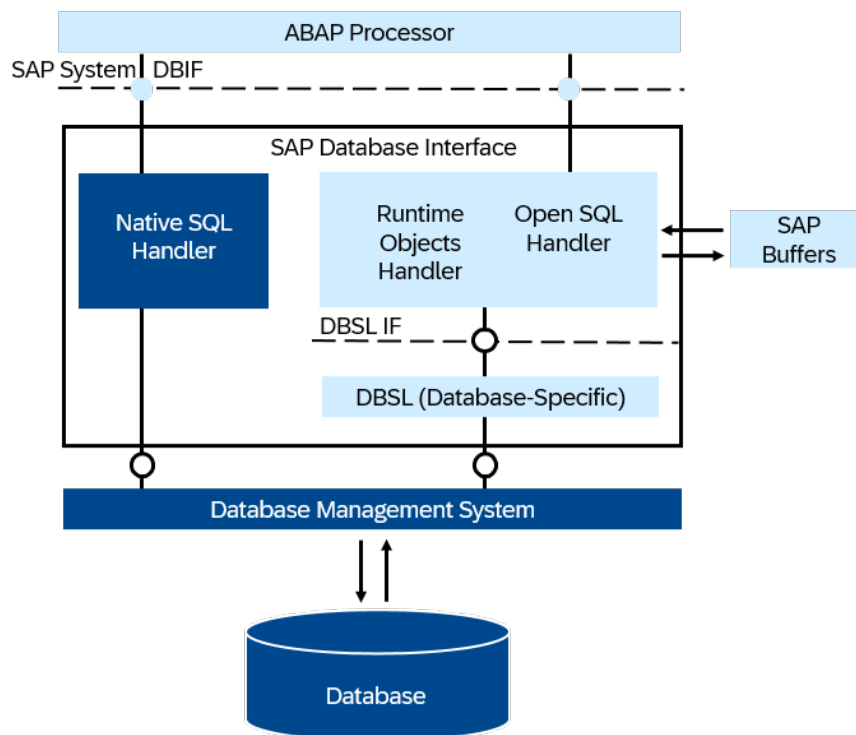 ABAP Processor
SAP System DBIF
SAP Database Interface
Native SQL
Handler
Runtime
Objects
Handler
Open SQL
Handler
SAP
Buffers
DBSL IF
DBSL (Database-Specific)
Database Management System
Database